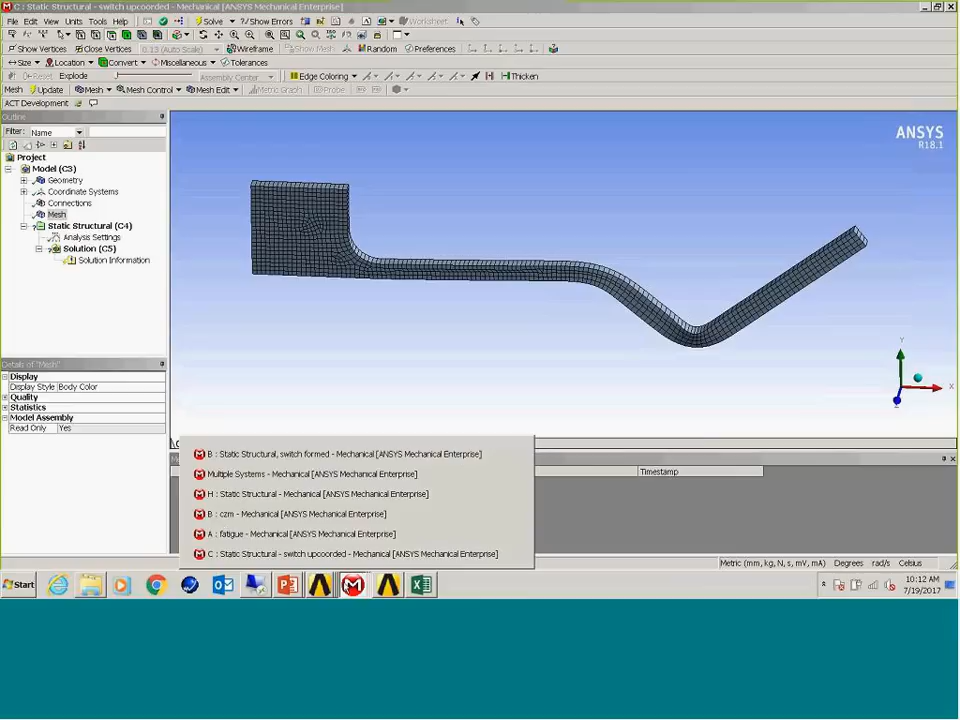 C : Static Structural - switch upcoorded - Mechanical [ANSYS Mechanical Enterprise]
File Edit View Units Tools Help Solve ?/Show Errors Worksheet
Wireframe Show Mesh Random Preferences
Show Vertices Close Vertices 0.13 (Auto Scale)
Size Location Convert Miscellaneous Tolerances
Reset Explode Assembly Center Edge Coloring Thicken
Mesh Update Mesh Mesh Control Mesh Edit Metric Graph Probe
ACT Development
Outline
Filter: Name
Project
Model (C3)
Geometry
Coordinate Systems
Connections
Mesh
Static Structural (C4)
Analysis Settings
Solution (C5)
Solution Information
ANSYS
R18.1
Y
X
Z
Details of "Mesh"
Display
Display Style Body Color
Quality
Statistics
Model Assembly
Read Only Yes
B : Static Structural, switch formed - Mechanical [ANSYS Mechanical Enterprise]
Multiple Systems - Mechanical [ANSYS Mechanical Enterprise]
H : Static Structural - Mechanical [ANSYS Mechanical Enterprise]
B : czm - Mechanical [ANSYS Mechanical Enterprise]
A : fatigue - Mechanical [ANSYS Mechanical Enterprise]
C : Static Structural - switch upcoorded - Mechanical [ANSYS Mechanical Enterprise]
Timestamp
Metric (mm, kg, N, s, mV, mA) Degrees rad/s Celsius
Start
10:12 AM
7/19/2017